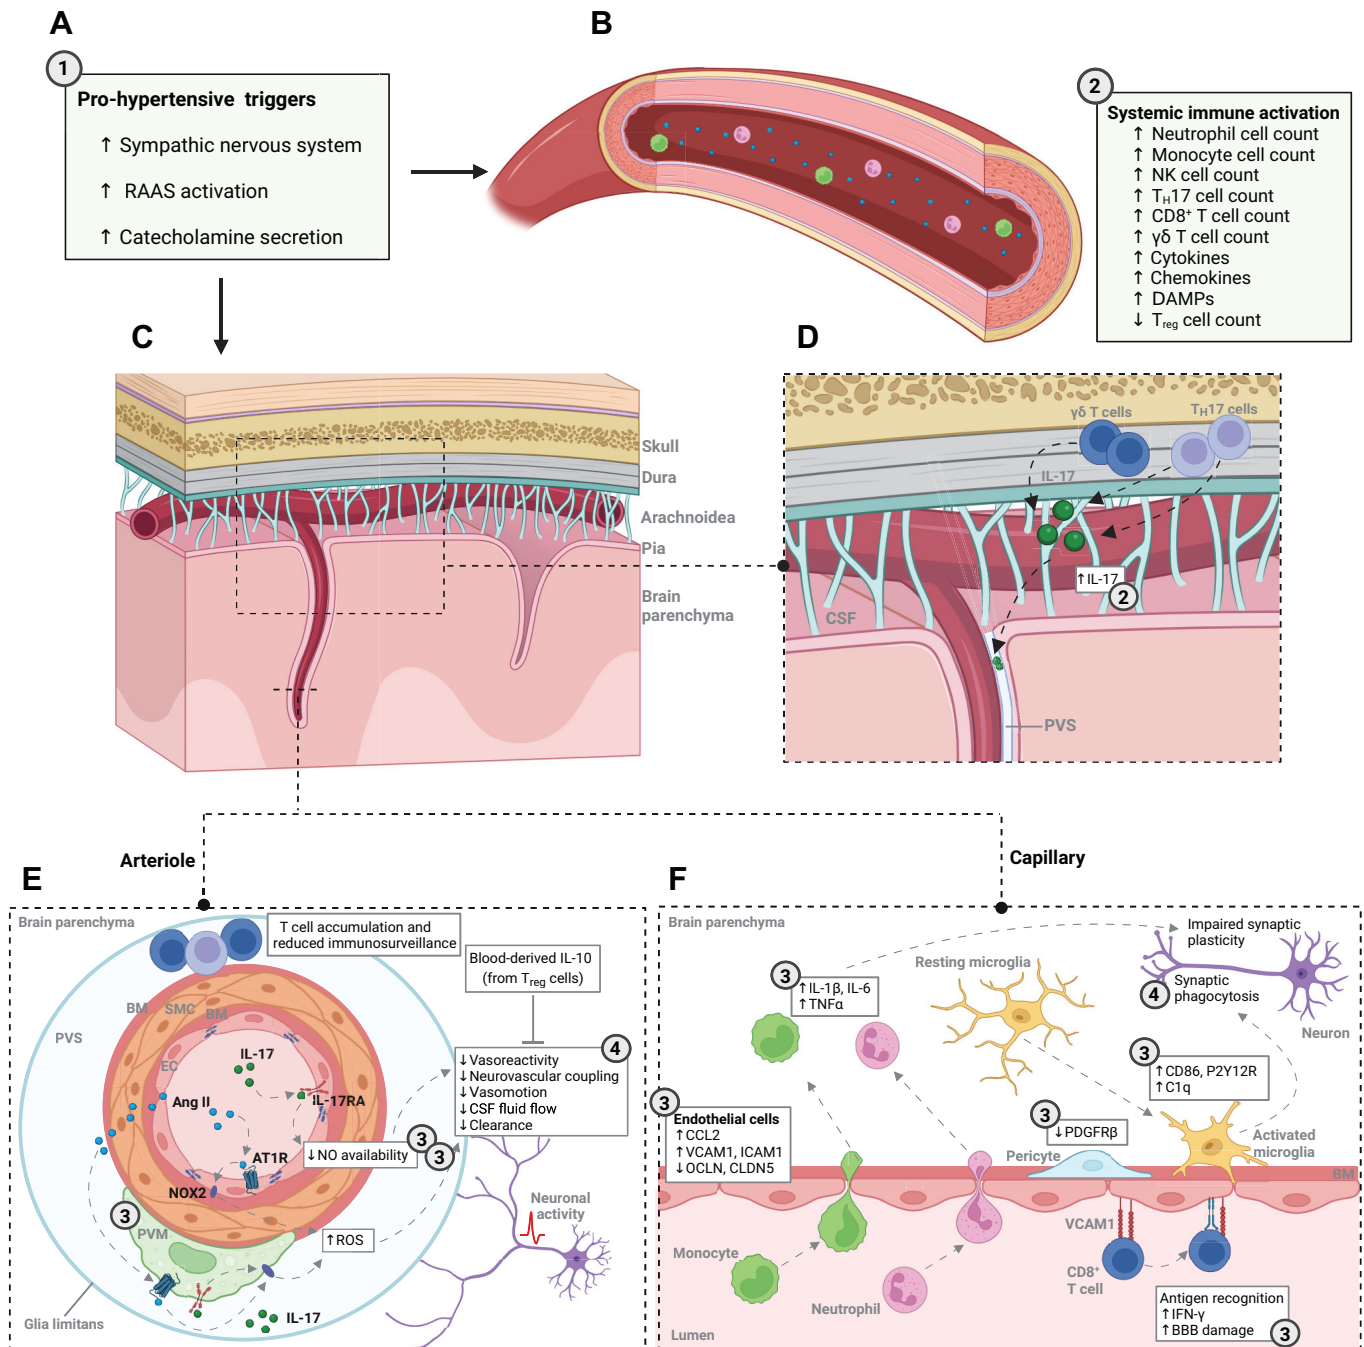 A
1
Pro-hypertensive triggers
↑ Sympathic nervous system
↑ RAAS activation
↑ Catecholamine secretion
B
2
Systemic immune activation
↑ Neutrophil cell count
↑ Monocyte cell count
↑ NK cell count
↑ TH17 cell count
↑ CD8+ T cell count
↑ γδ T cell count
↑ Cytokines
↑ Chemokines
↑ DAMPs
↓ Treg cell count
C
Skull
Dura
Arachnoidea
Pia
Brain
parenchyma
D
γδ T cells
TH17 cells
IL-17
↑IL-17
2
CSF
PVS
Arteriole
Capillary
E
Brain parenchyma
T cell accumulation and
reduced immunosurveillance
Blood-derived IL-10
(from Treg cells)
BM
SMC
BM
PVS
EC
IL-17
IL-17RA
Ang II
AT1R
NOX2
↓NO availability
3
3
4
↓Vasoreactivity
↓Neurovascular coupling
↓Vasomotion
↓CSF fluid flow
↓Clearance
3
PVM
↑ROS
Neuronal
activity
IL-17
Glia limitans
F
Brain parenchyma
3
↑IL-1β, IL-6
↑TNFα
Resting microglia
Impaired synaptic
plasticity
4
Synaptic
phagocytosis
Neuron
3
↑CD86, P2Y12R
↑C1q
3
Endothelial cells
↑CCL2
↑VCAM1, ICAM1
↓OCLN, CLDN5
3
↓PDGFRβ
Pericyte
Activated
microglia
BM
VCAM1
Monocyte
Neutrophil
CD8+
T cell
Antigen recognition
↑IFN-γ
↑BBB damage
3
Lumen